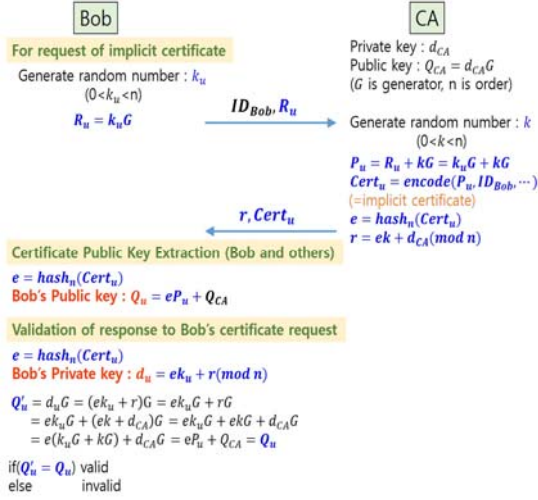 Bob
CA
For request of implicit certificate
Generate random number : k_u
(0<k_u<n)
R_u = k_uG
Private key : d_CA
Public key : Q_CA = d_CAG
(G is generator, n is order)
ID_Bob, R_u
Generate random number : k
(0<k<n)
P_u = R_u + kG = k_uG + kG
Cert_u = encode(P_u, ID_Bob, ⋯)
(=implicit certificate)
e = hash_n(Cert_u)
r = ek + d_CA(mod n)
r, Cert_u
Certificate Public Key Extraction (Bob and others)
e = hash_n(Cert_u)
Bob's Public key : Q_u = eP_u + Q_CA
Validation of response to Bob's certificate request
e = hash_n(Cert_u)
Bob's Private key : d_u = ek_u + r(mod n)
Q'_u = d_uG = (ek_u + r)G = ek_uG + rG
= ek_uG + (ek + d_CA)G = ek_uG + ekG + d_CAG
= e(k_uG + kG) + d_CAG = eP_u + Q_CA = Q_u
if(Q'_u = Q_u) valid
else invalid